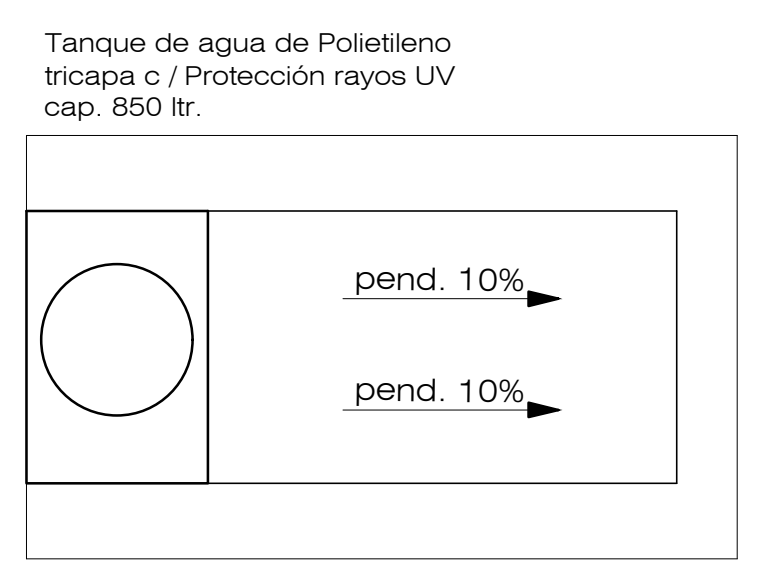 Tanque de agua de Polietileno
tricapa c / Protección rayos UV
cap. 850 ltr.
pend. 10%
pend. 10%